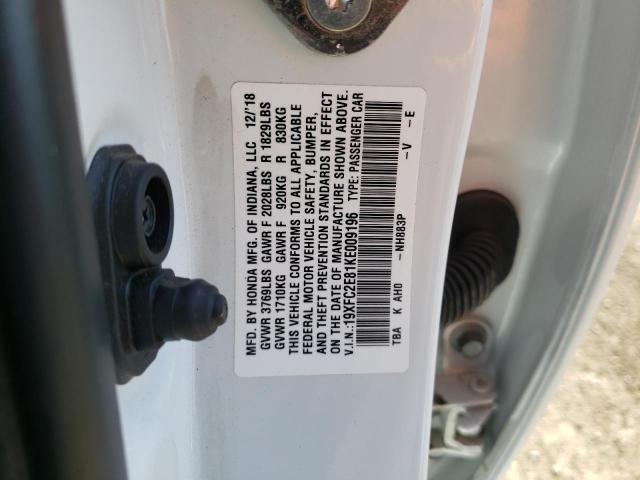 MFD. BY HONDA MFG. OF INDIANA, LLC 12/'18
GVWR 3769LBS GAWR F 2028LBS R 1829LBS
GVWR 1710KG GAWR F 920KG R 830KG
THIS VEHICLE CONFORMS TO ALL APPLICABLE
FEDERAL MOTOR VEHICLE SAFETY, BUMPER,
AND THEFT PREVENTION STANDARDS IN EFFECT
ON THE DATE OF MANUFACTURE SHOWN ABOVE.
V.I.N.:19XFC2E81KE009196 TYPE: PASSENGER CAR
TBA K AH0 -NH883P -V -E